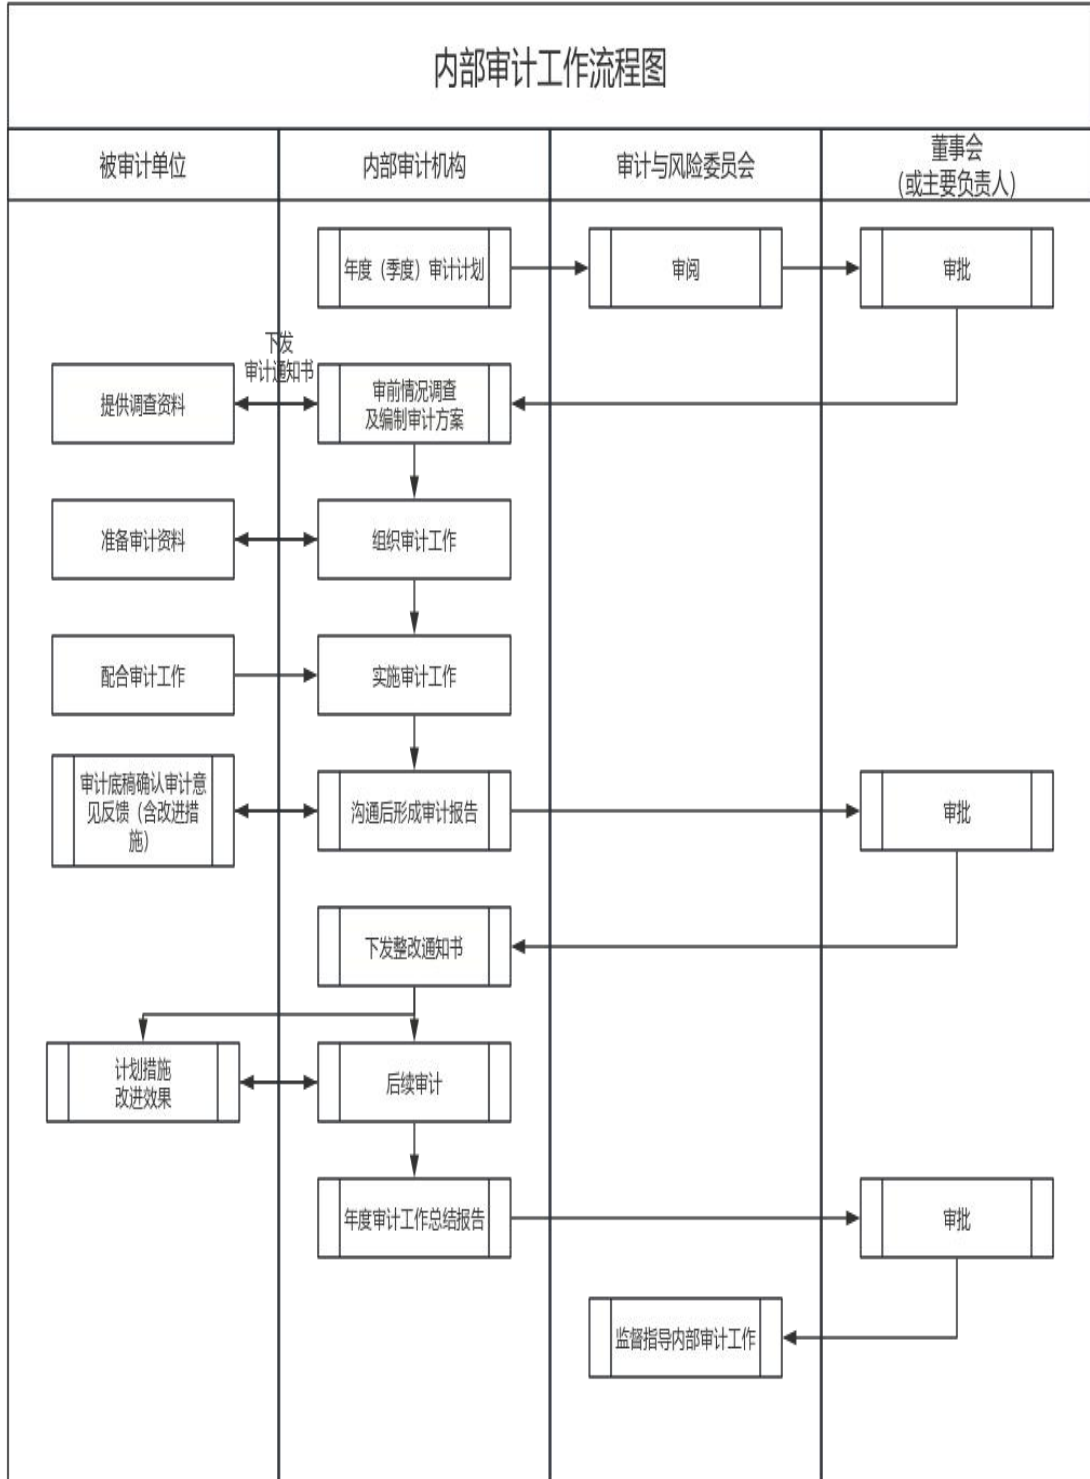 内部审计工作流程图
被审计单位
内部审计机构
审计与风险委员会
董事会
（或主要负责人）
年度（季度）审计计划
审阅
审批
下发
审计通知书
提供调查资料
审前情况调查
及编制审计方案
准备审计资料
组织审计工作
配合审计工作
实施审计工作
审计底稿确认审计意
见反馈（含改进措
施）
沟通后形成审计报告
审批
下发整改通知书
计划措施
改进效果
后续审计
年度审计工作总结报告
审批
监督指导内部审计工作